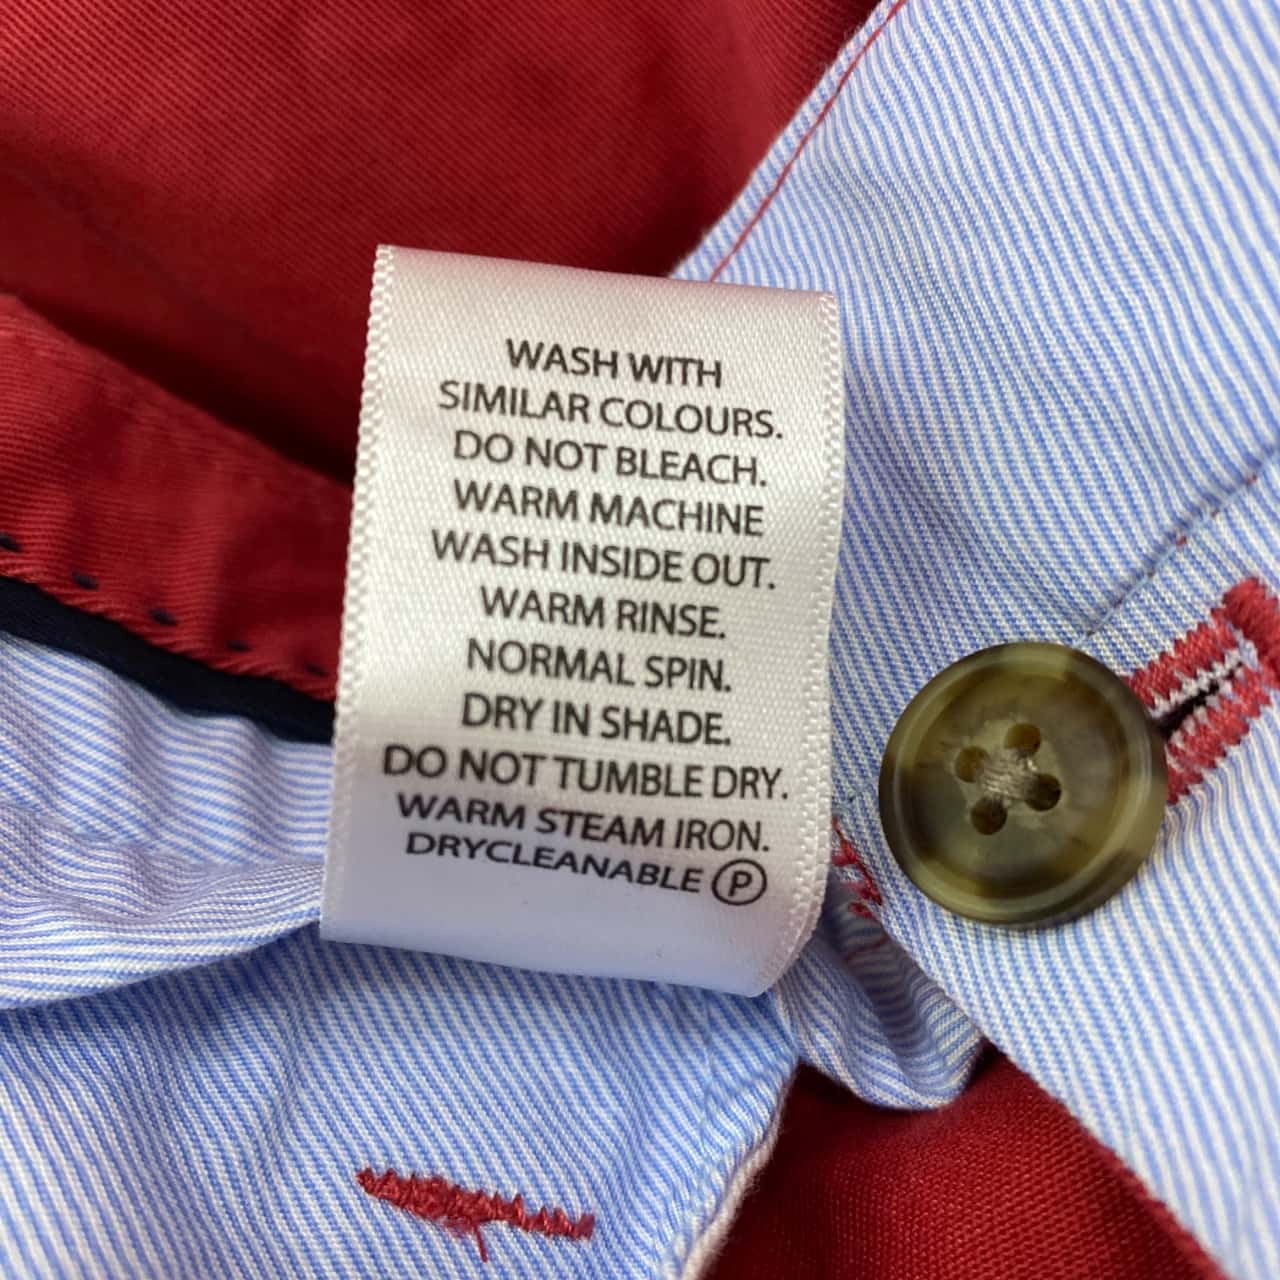 WASH WITH
SIMILAR COLOURS.
DO NOT BLEACH.
WARM MACHINE
WASH INSIDE OUT.
WARM RINSE.
NORMAL SPIN.
DRY IN SHADE.
DO NOT TUMBLE DRY.
WARM STEAM IRON.
DRYCLEANABLE P